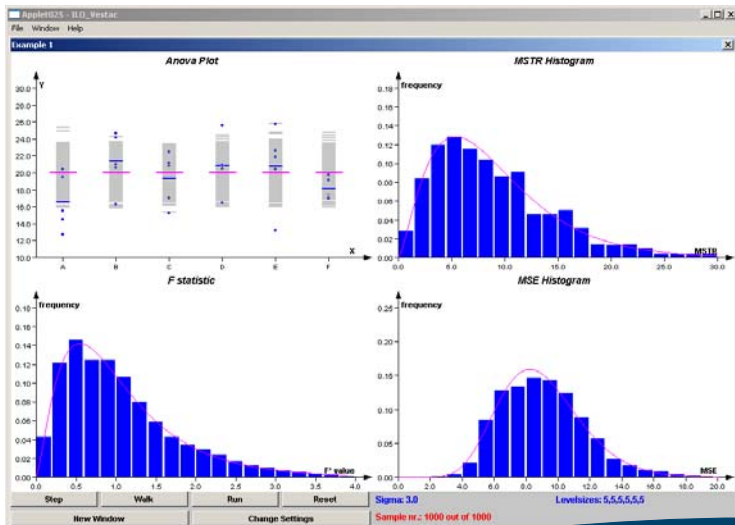 Applet025 - ILO_Vestac
File Window Help
Example 1
Anova Plot
Y
30.0
28.0
26.0
24.0
22.0
20.0
18.0
16.0
14.0
12.0
10.0
A B C D E F
X
MSTR Histogram
frequency
0.18
0.14
0.12
0.10
0.08
0.06
0.04
0.02
0.00
0.0 5.0 10.0 15.0 20.0 25.0 30.0
MSTR
F statistic
frequency
0.14
0.12
0.10
0.08
0.06
0.04
0.02
0.00
0.0 0.5 1.0 1.5 2.0 2.5 3.0 3.5 4.0
F* value
MSE Histogram
frequency
0.25
0.20
0.15
0.10
0.05
0.00
0.0 2.0 4.0 6.0 8.0 10.0 12.0 14.0 16.0 18.0 20.0
MSE
Step Walk Run Reset
Sigma: 3.0 Levelsizes: 5,5,5,5,5,5
New Window Change Settings
Sample nr.: 1000 out of 1000